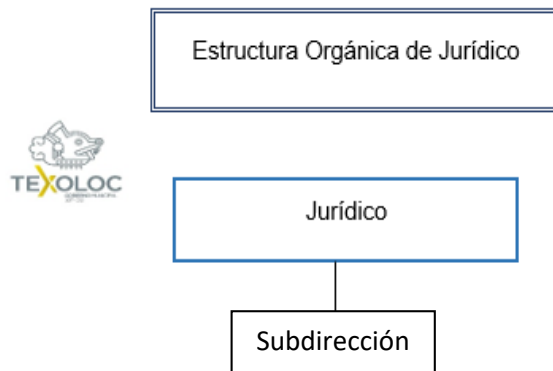 Estructura Orgánica de Jurídico
TEXOLOC
Jurídico
Subdirección